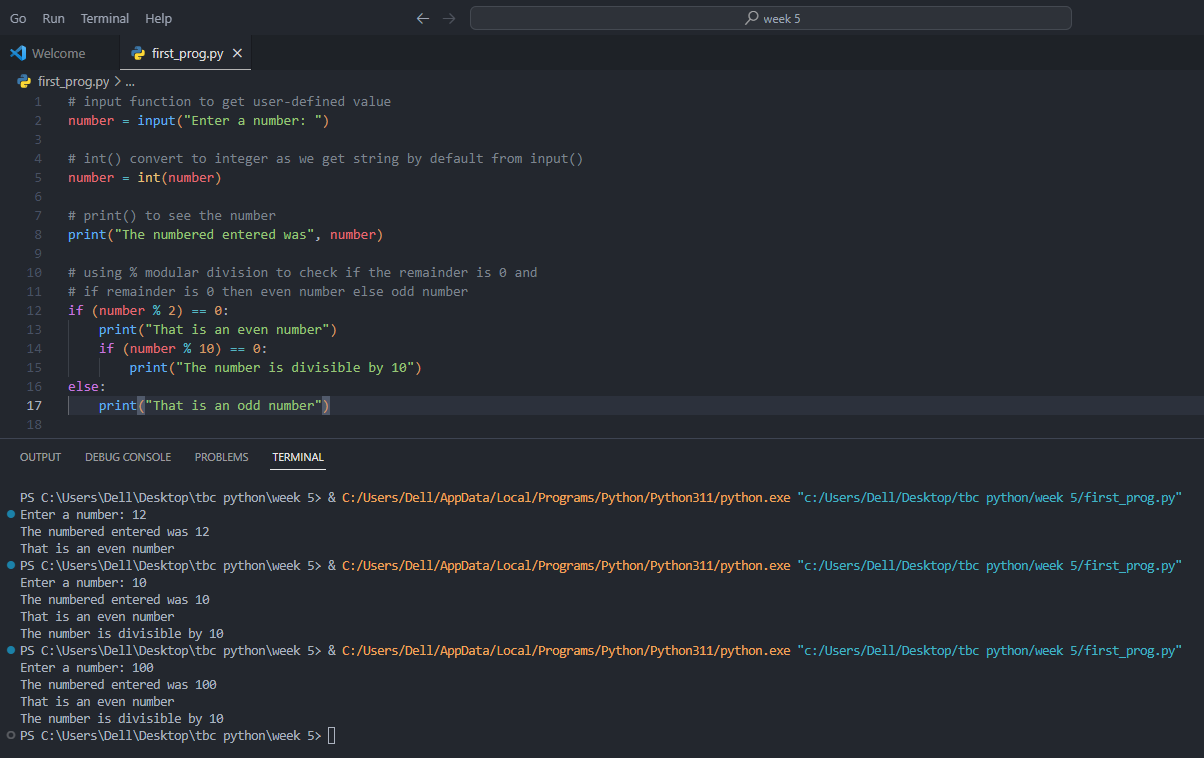 Go Run Terminal Help week 5
Welcome first_prog.py
first_prog.py > ...
1 # input function to get user-defined value
2 number = input("Enter a number: ")
3
4 # int() convert to integer as we get string by default from input()
5 number = int(number)
6
7 # print() to see the number
8 print("The numbered entered was", number)
9
10 # using % modular division to check if the remainder is 0 and
11 # if remainder is 0 then even number else odd number
12 if (number % 2) == 0:
13     print("That is an even number")
14     if (number % 10) == 0:
15         print("The number is divisible by 10")
16 else:
17     print("That is an odd number")
18
OUTPUT DEBUG CONSOLE PROBLEMS TERMINAL
PS C:\Users\Dell\Desktop\tbc python\week 5> & C:/Users/Dell/AppData/Local/Programs/Python/Python311/python.exe "c:/Users/Dell/Desktop/tbc python/week 5/first_prog.py"
Enter a number: 12
The numbered entered was 12
That is an even number
PS C:\Users\Dell\Desktop\tbc python\week 5> & C:/Users/Dell/AppData/Local/Programs/Python/Python311/python.exe "c:/Users/Dell/Desktop/tbc python/week 5/first_prog.py"
Enter a number: 10
The numbered entered was 10
That is an even number
The number is divisible by 10
PS C:\Users\Dell\Desktop\tbc python\week 5> & C:/Users/Dell/AppData/Local/Programs/Python/Python311/python.exe "c:/Users/Dell/Desktop/tbc python/week 5/first_prog.py"
Enter a number: 100
The numbered entered was 100
That is an even number
The number is divisible by 10
PS C:\Users\Dell\Desktop\tbc python\week 5>